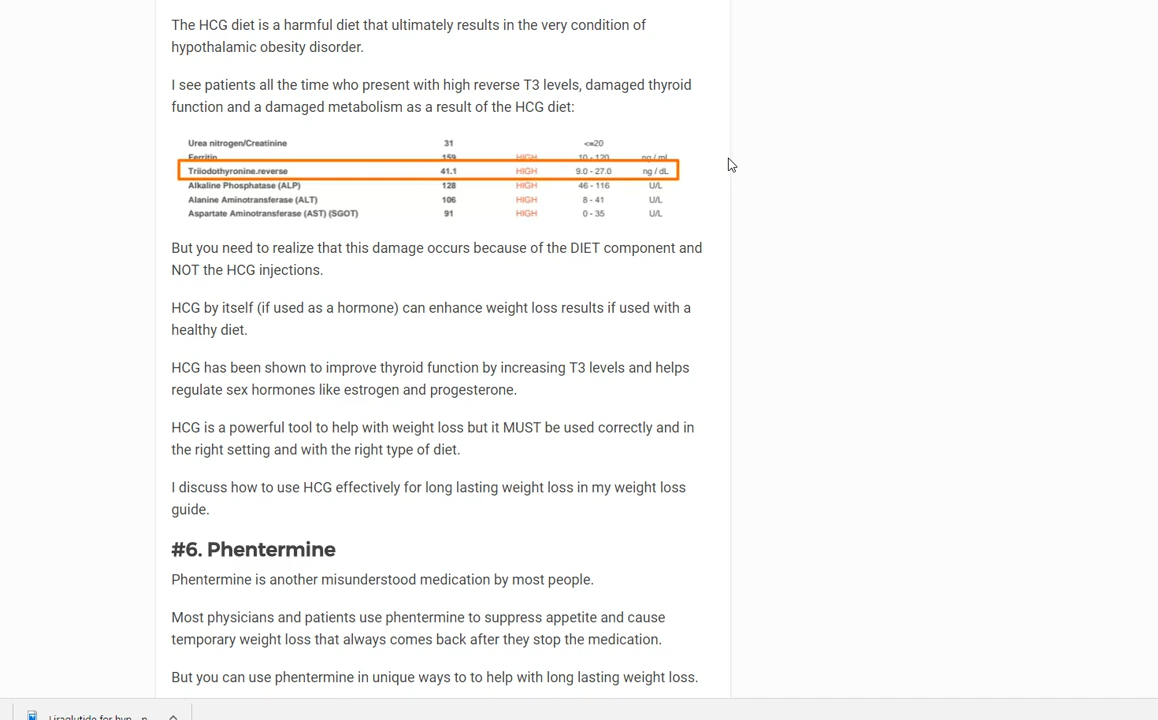 The HCG diet is a harmful diet that ultimately results in the very condition of
hypothalamic obesity disorder.
I see patients all the time who present with high reverse T3 levels, damaged thyroid
function and a damaged metabolism as a result of the HCG diet:
Urea nitrogen/Creatinine 31 <=20
Ferritin 159 HIGH 10 - 120 ng / mL
Triiodothyronine.reverse 41.1 HIGH 9.0 - 27.0 ng / dL
Alkaline Phosphatase (ALP) 128 HIGH 46 - 116 U/L
Alanine Aminotransferase (ALT) 106 HIGH 8 - 41 U/L
Aspartate Aminotransferase (AST) (SGOT) 91 HIGH 0 - 35 U/L
But you need to realize that this damage occurs because of the DIET component and
NOT the HCG injections.
HCG by itself (if used as a hormone) can enhance weight loss results if used with a
healthy diet.
HCG has been shown to improve thyroid function by increasing T3 levels and helps
regulate sex hormones like estrogen and progesterone.
HCG is a powerful tool to help with weight loss but it MUST be used correctly and in
the right setting and with the right type of diet.
I discuss how to use HCG effectively for long lasting weight loss in my weight loss
guide.
#6. Phentermine
Phentermine is another misunderstood medication by most people.
Most physicians and patients use phentermine to suppress appetite and cause
temporary weight loss that always comes back after they stop the medication.
But you can use phentermine in unique ways to to help with long lasting weight loss.
Liraglutide for hyp...p